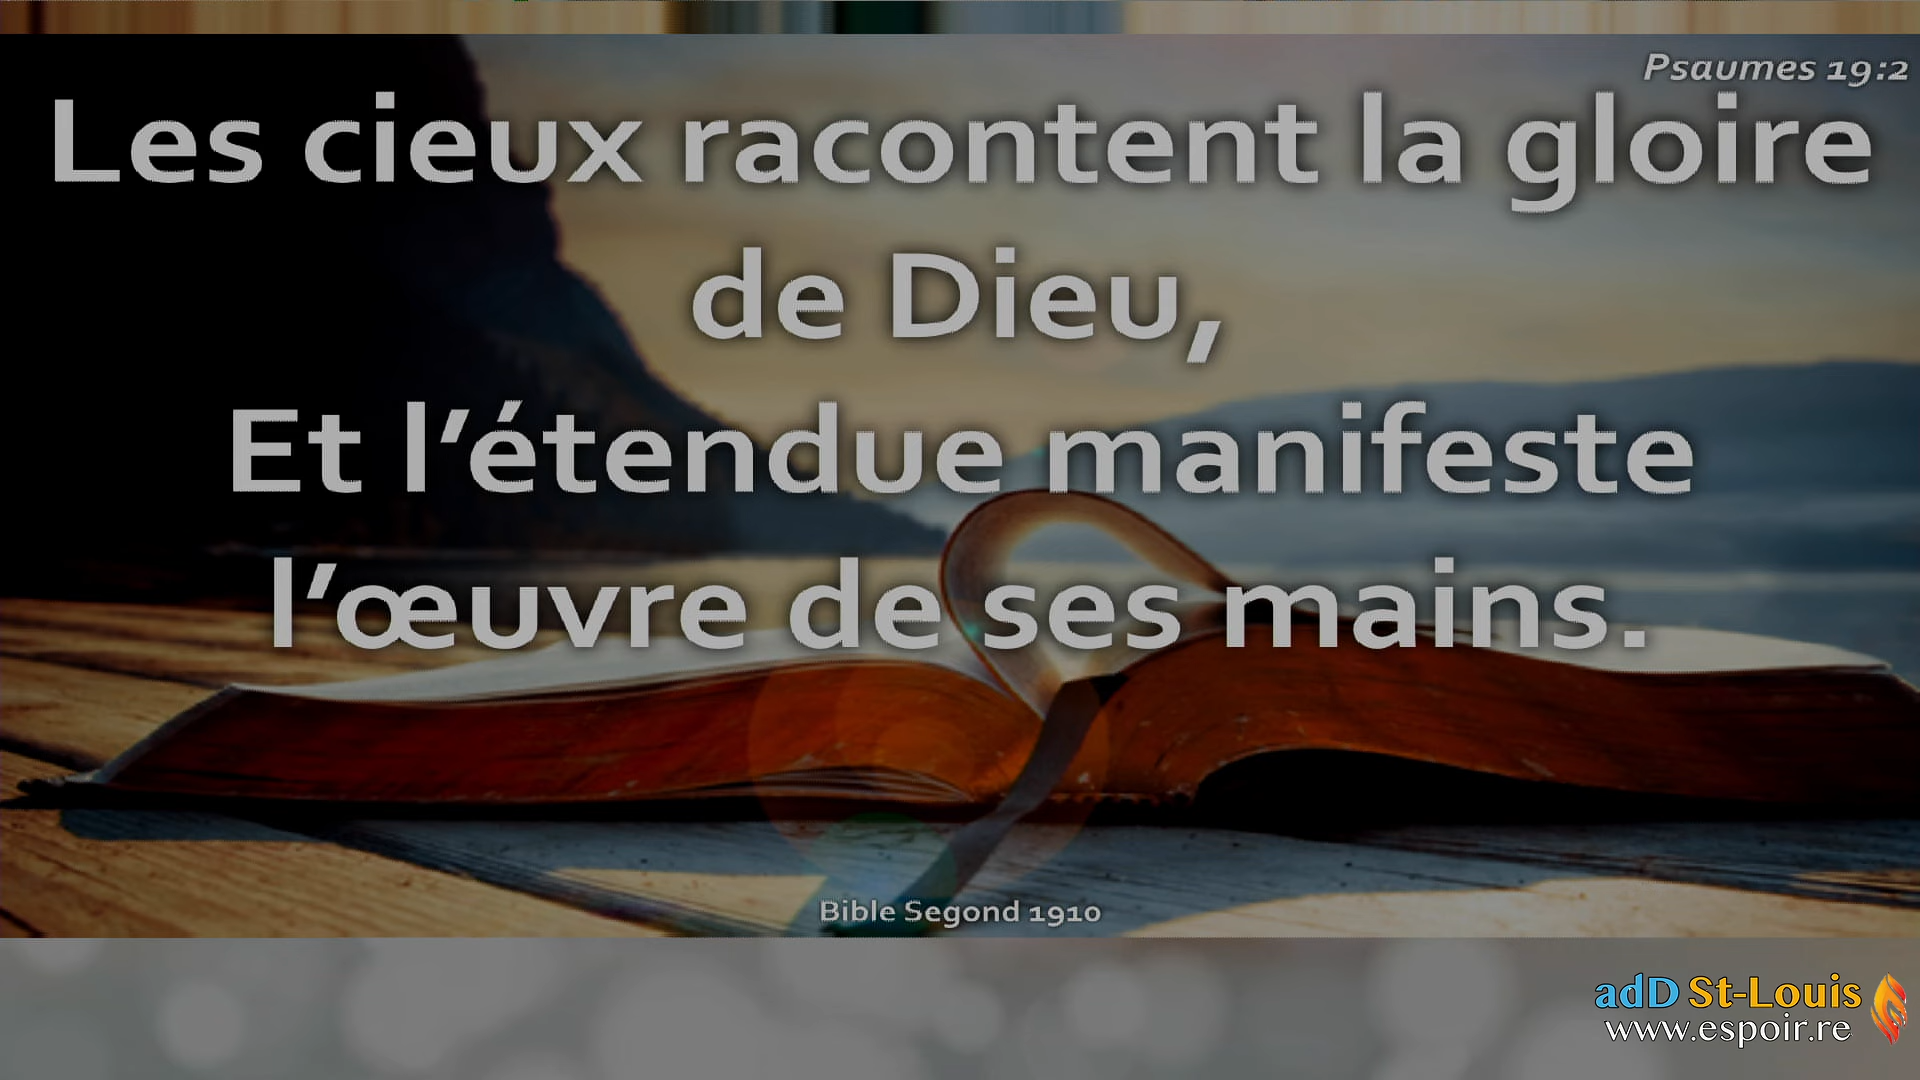 Psaumes 19:2
Les cieux racontent la gloire
de Dieu,
Et l’étendue manifeste
l’œuvre de ses mains.
Bible Segond 1910
adD St-Louis
www.espoir.re